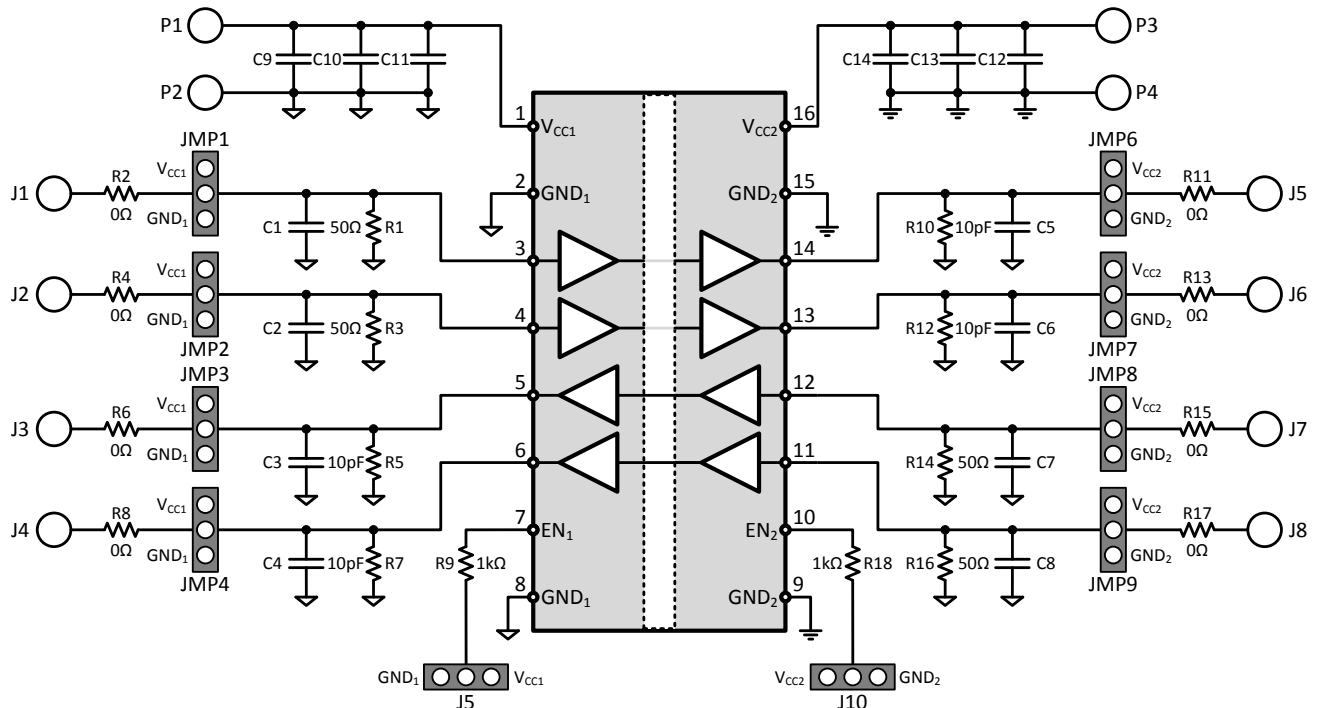 P1
P3
C9
C10
C11
C14
C13
C12
P2
P4
1
16
VCC1
VCC2
JMP1
JMP6
VCC1
VCC2
J1
R2
0Ω
GND1
2
GND1
15
GND2
R11
0Ω
GND2
J5
C1
50Ω
R1
R10
10pF
C5
3
14
JMP2
JMP7
VCC1
VCC2
J2
R4
0Ω
GND1
4
13
R13
0Ω
GND2
J6
C2
50Ω
R3
R12
10pF
C6
JMP3
JMP8
VCC1
VCC2
5
12
J3
R6
0Ω
GND1
R15
0Ω
GND2
J7
C3
10pF
R5
6
11
R14
50Ω
C7
VCC1
VCC2
J4
R8
0Ω
GND1
JMP4
7
EN1
10
EN2
R17
0Ω
GND2
J8
JMP9
C4
10pF
R7
R9
1kΩ
1kΩ
R18
R16
50Ω
C8
8
GND1
9
GND2
GND1
VCC1
J5
VCC2
GND2
J10